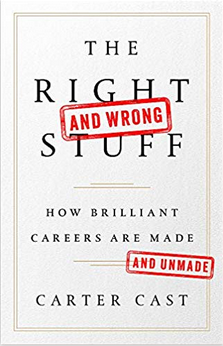 THE
RIGHT
AND WRONG
STUFF
HOW BRILLIANT
CAREERS ARE MADE
AND UNMADE
CARTER CAST